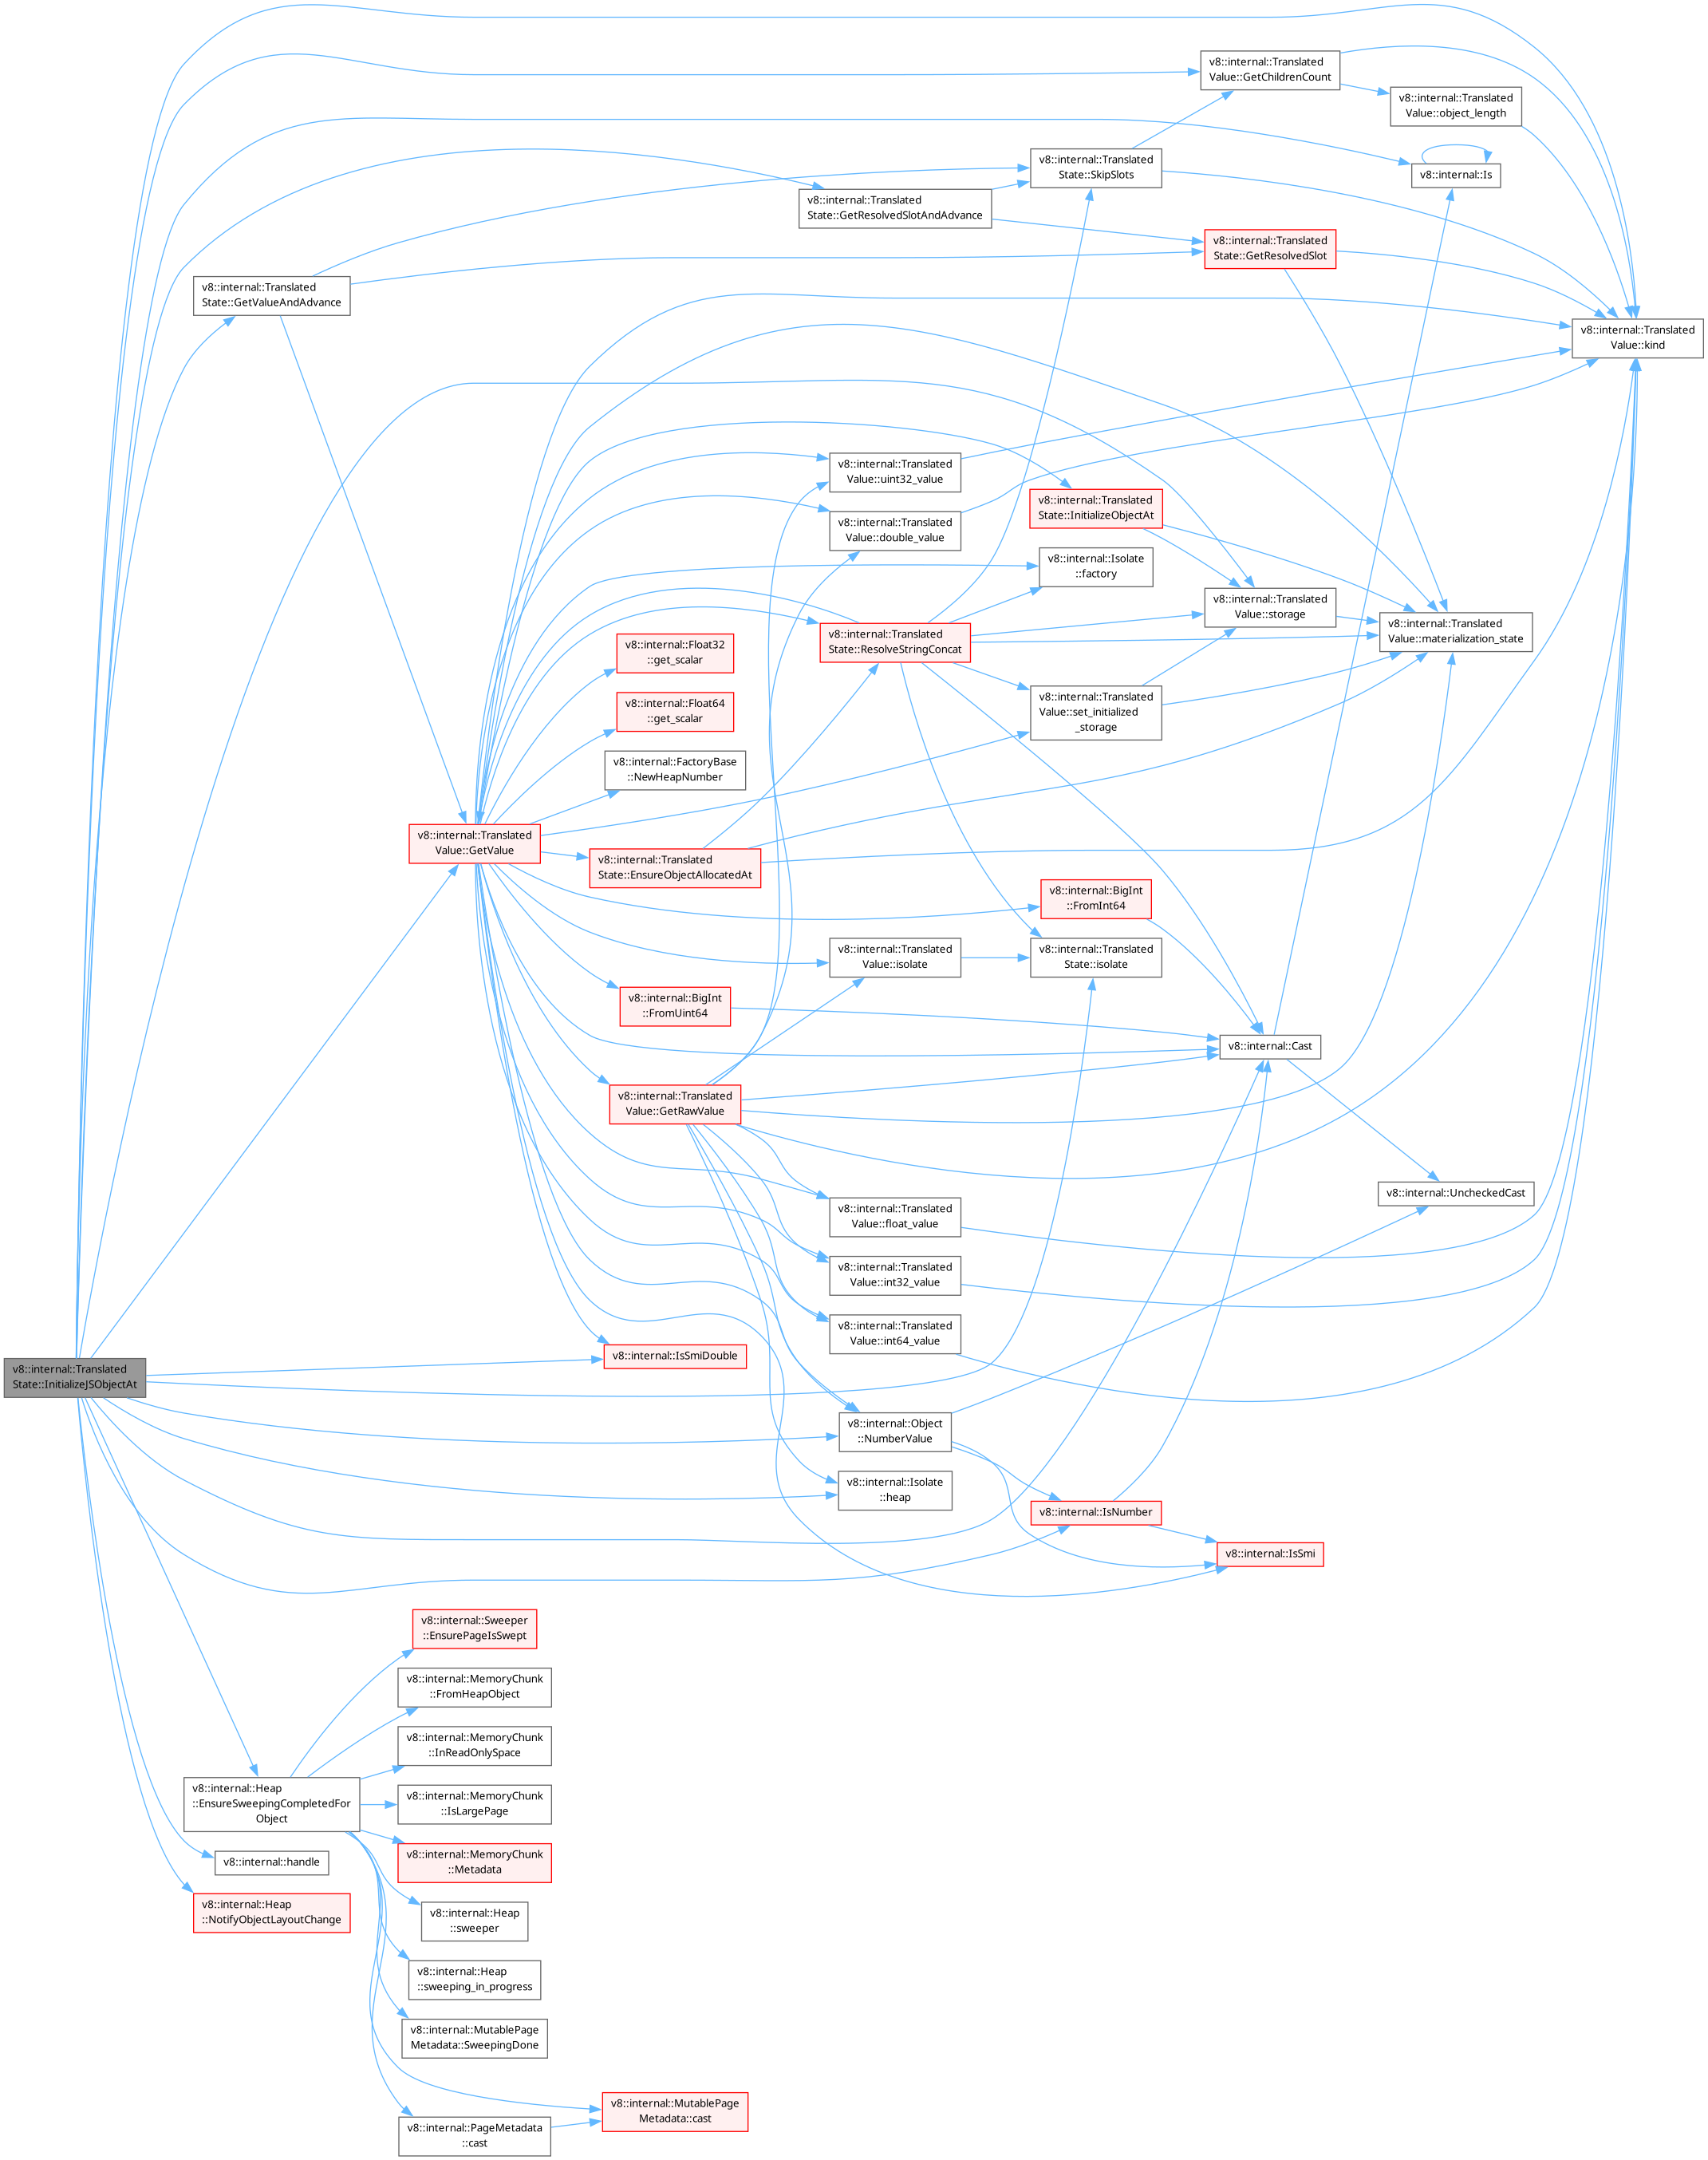 v8::internal::Translated
Value::GetChildrenCount
v8::internal::Translated
Value::object_length
v8::internal::Translated
State::SkipSlots
v8::internal::Is
v8::internal::Translated
State::GetResolvedSlotAndAdvance
v8::internal::Translated
State::GetResolvedSlot
v8::internal::Translated
State::GetValueAndAdvance
v8::internal::Translated
Value::kind
v8::internal::Translated
Value::uint32_value
v8::internal::Translated
State::InitializeObjectAt
v8::internal::Translated
Value::double_value
v8::internal::Isolate
::factory
v8::internal::Translated
Value::storage
v8::internal::Translated
Value::materialization_state
v8::internal::Translated
State::ResolveStringConcat
v8::internal::Float32
::get_scalar
v8::internal::Translated
Value::set_initialized
_storage
v8::internal::Float64
::get_scalar
v8::internal::FactoryBase
::NewHeapNumber
v8::internal::Translated
Value::GetValue
v8::internal::Translated
State::EnsureObjectAllocatedAt
v8::internal::BigInt
::FromInt64
v8::internal::Translated
Value::isolate
v8::internal::Translated
State::isolate
v8::internal::BigInt
::FromUint64
v8::internal::Cast
v8::internal::Translated
Value::GetRawValue
v8::internal::UncheckedCast
v8::internal::Translated
Value::float_value
v8::internal::Translated
Value::int32_value
v8::internal::Translated
Value::int64_value
v8::internal::IsSmiDouble
v8::internal::Translated
State::InitializeJSObjectAt
v8::internal::Object
::NumberValue
v8::internal::Isolate
::heap
v8::internal::IsNumber
v8::internal::IsSmi
v8::internal::Sweeper
::EnsurePageIsSwept
v8::internal::MemoryChunk
::FromHeapObject
v8::internal::MemoryChunk
::InReadOnlySpace
v8::internal::Heap
::EnsureSweepingCompletedFor
Object
v8::internal::MemoryChunk
::IsLargePage
v8::internal::MemoryChunk
::Metadata
v8::internal::handle
v8::internal::Heap
::NotifyObjectLayoutChange
v8::internal::Heap
::sweeper
v8::internal::Heap
::sweeping_in_progress
v8::internal::MutablePage
Metadata::SweepingDone
v8::internal::MutablePage
Metadata::cast
v8::internal::PageMetadata
::cast